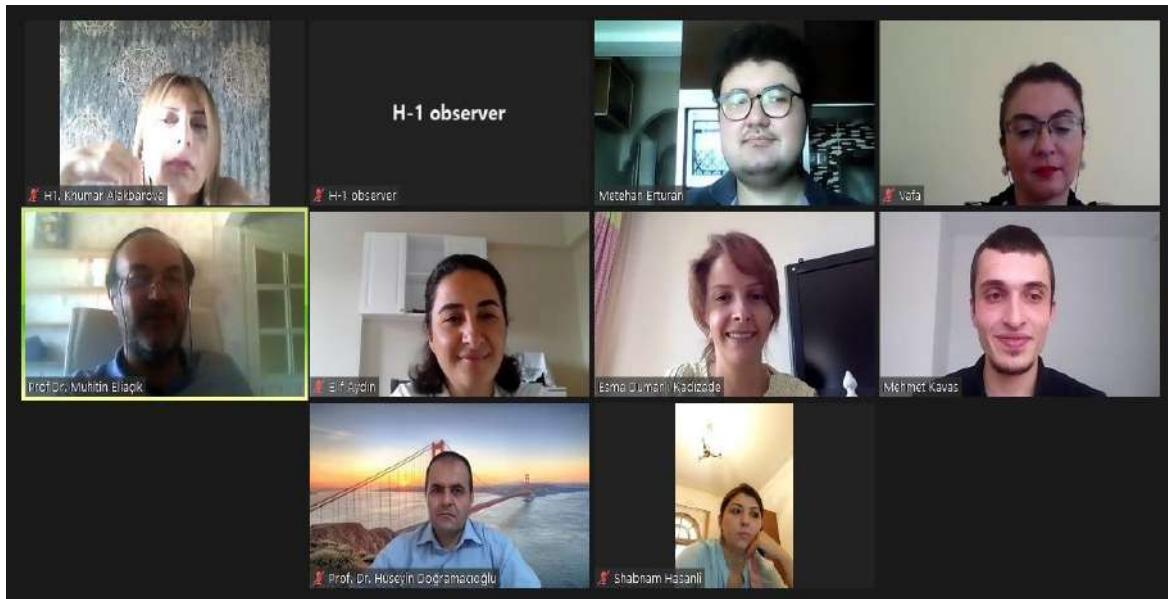 H-1 observer
H1. Khumar Alakbarova
H-1 observer
Metehan Erturan
Vafa
Prof Dr. Muhitin Eliaçık
Elif Aydın
Esma Dumanlı Kadızade
Mehmet Kavas
Prof. Dr. Hüseyin Doğramacıoğlu
Shabnam Hasanli